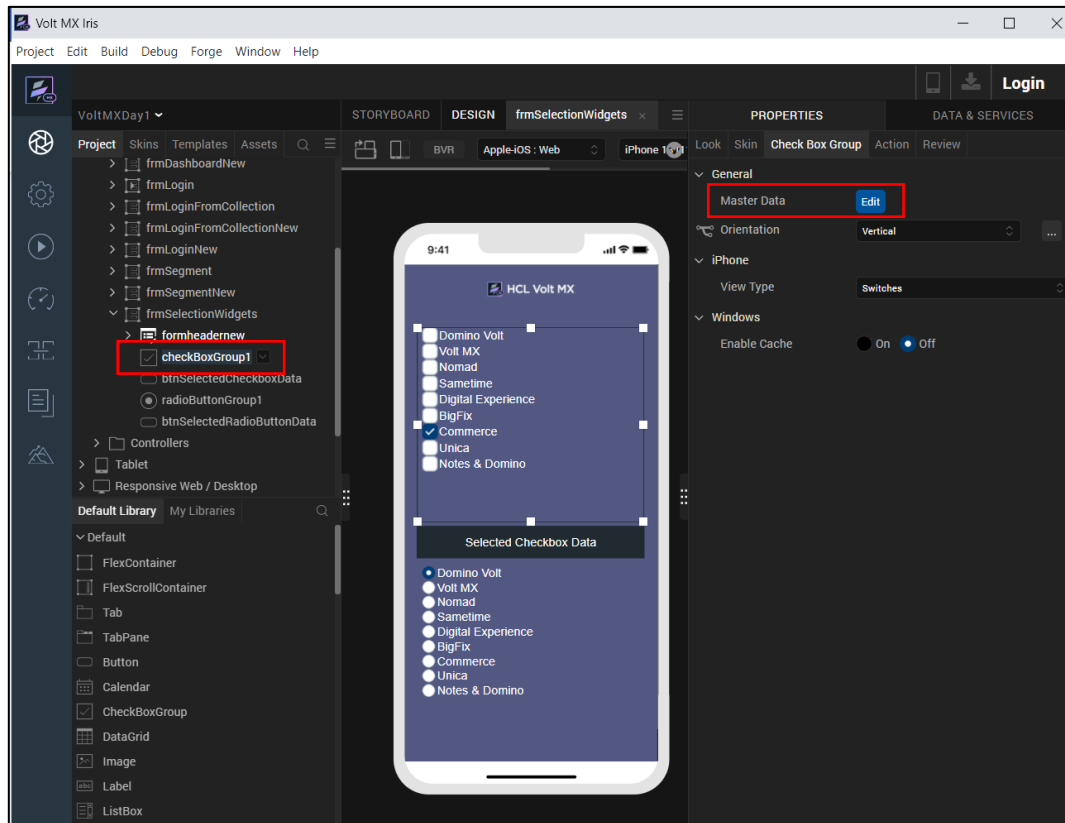 Volt MX Iris
Project Edit Build Debug Forge Window Help
Login
VoltMXDay1
STORYBOARD DESIGN frmSelectionWidgets ×
PROPERTIES DATA & SERVICES
Project Skins Templates Assets
BVR Apple-iOS : Web
Look Skin Check Box Group Action Review
frmDashboardNew
frmLogin
frmLoginFromCollection
frmLoginFromCollectionNew
frmLoginNew
frmSegment
frmSegmentNew
frmSelectionWidgets
formheadernew
checkBoxGroup1
btnSelectedCheckboxData
radioButtonGroup1
btnSelectedRadioButtonData
Controllers
Tablet
Responsive Web / Desktop
Default Library My Libraries
Default
FlexContainer
FlexScrollContainer
Tab
TabPane
Button
Calendar
CheckBoxGroup
DataGrid
Image
abc Label
ListBox
9:41
HCL Volt MX
Domino Volt
Volt MX
Nomad
Sametime
Digital Experience
BigFix
Commerce
Unica
Notes & Domino
Selected Checkbox Data
Domino Volt
Volt MX
Nomad
Sametime
Digital Experience
BigFix
Commerce
Unica
Notes & Domino
General
Master Data Edit
Orientation Vertical ...
iPhone
View Type Switches
Windows
Enable Cache On Off